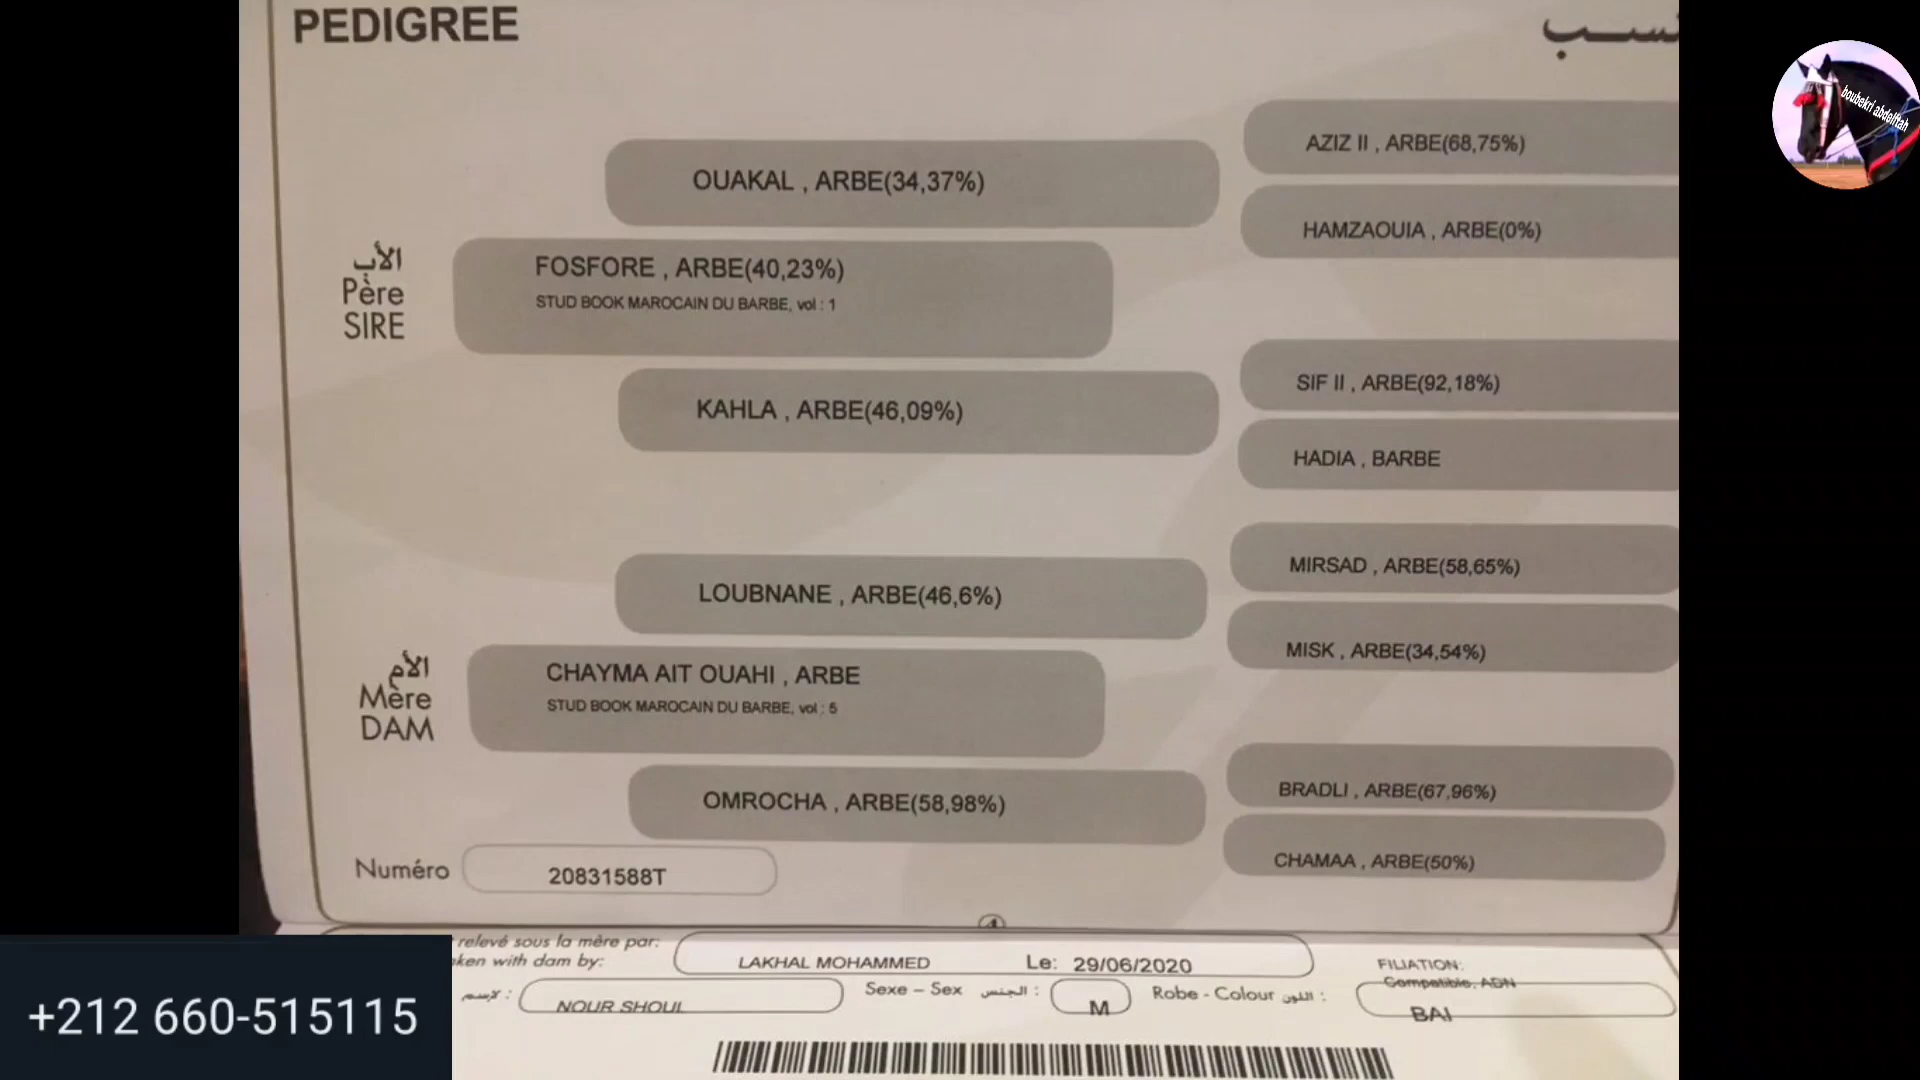 PEDIGREE
boubekri abdelftah
AZIZ II , ARBE(68,75%)
OUAKAL , ARBE(34,37%)
HAMZAOUIA , ARBE(0%)
الأب
Père
SIRE
FOSFORE , ARBE(40,23%)
STUD BOOK MAROCAIN DU BARBE, vol : 1
SIF II , ARBE(92,18%)
KAHLA , ARBE(46,09%)
HADIA , BARBE
MIRSAD , ARBE(58,65%)
LOUBNANE , ARBE(46,6%)
MISK , ARBE(34,54%)
الأم
Mère
DAM
CHAYMA AIT OUAHI , ARBE
STUD BOOK MAROCAIN DU BARBE, vol : 5
BRADLI , ARBE(67,96%)
OMROCHA , ARBE(58,98%)
CHAMAA , ARBE(50%)
Numéro 20831588T
4
relevé sous la mère par:
ken with dam by: LAKHAL MOHAMMED Le: 29/06/2020
FILIATION:
Compatible, ADN
NOUR SHOUL Sexe – Sex الجنس : M Robe - Colour اللون : BAI
+212 660-515115